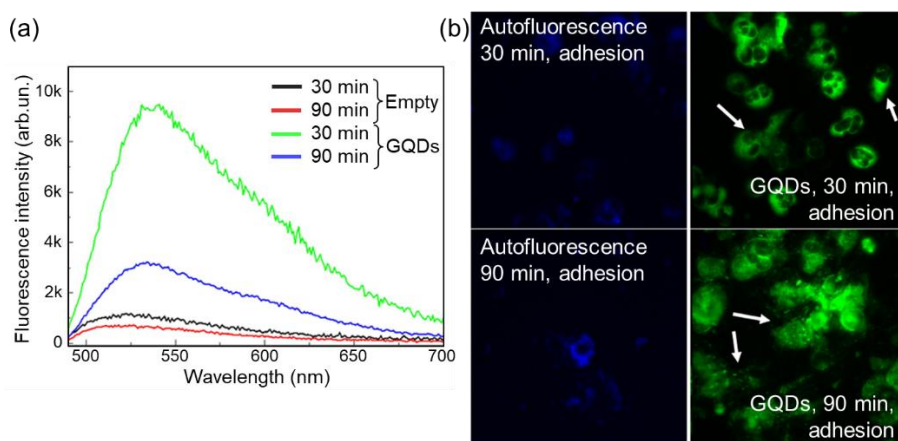 (a)
Fluorescence intensity (arb.un.)
10k
8k
6k
4k
2k
0
500
550
600
650
700
Wavelength (nm)
30 min
90 min
Empty
30 min
90 min
GQDs
(b)
Autofluorescence
30 min, adhesion
GQDs, 30 min,
adhesion
Autofluorescence
90 min, adhesion
GQDs, 90 min,
adhesion